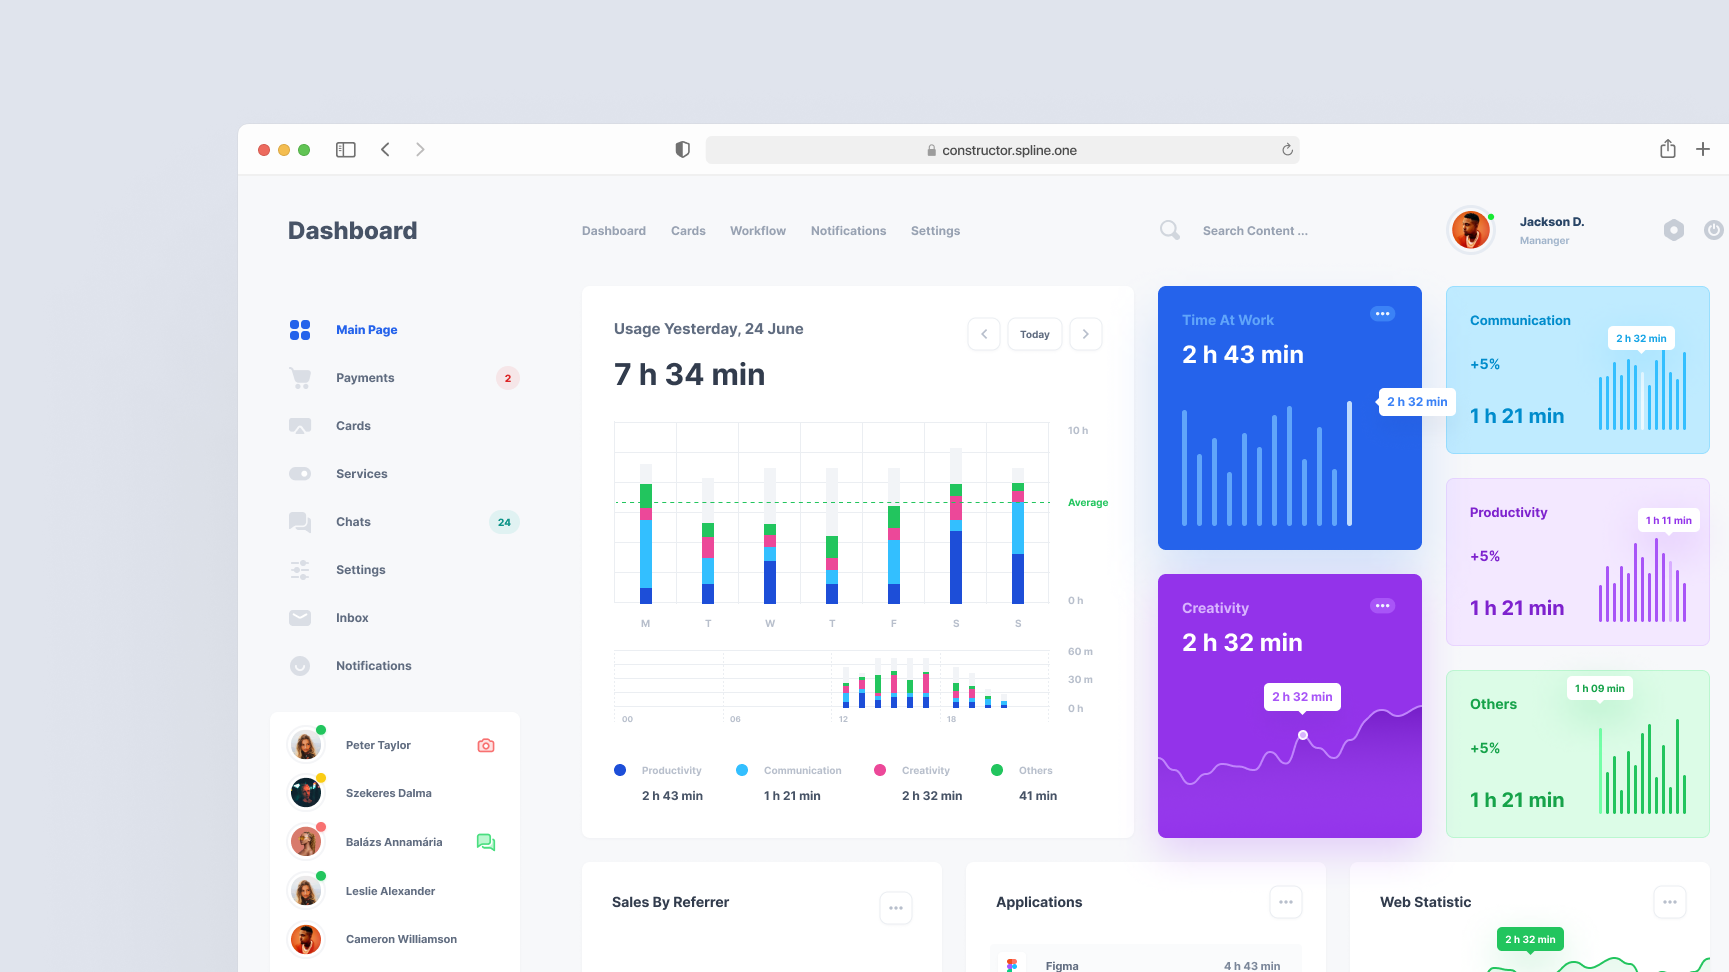 constructor.spline.one
Dashboard
Dashboard Cards Workflow Notifications Settings
Search Content ...
Jackson D.
Mananger
Main Page
Payments 2
Cards
Services
Chats 24
Settings
Inbox
Notifications
Peter Taylor
Szekeres Dalma
Balázs Annamária
Leslie Alexander
Cameron Williamson
Usage Yesterday, 24 June
7 h 34 min
Today
10 h
Average
0 h
M T W T F S S
60 m
30 m
0 h
00 06 12 18
Productivity Communication Creativity Others
2 h 43 min 1 h 21 min 2 h 32 min 41 min
Time At Work
2 h 43 min
2 h 32 min
Creativity
2 h 32 min
2 h 32 min
Communication
2 h 32 min
+5%
1 h 21 min
Productivity
1 h 11 min
+5%
1 h 21 min
1 h 09 min
Others
+5%
1 h 21 min
Sales By Referrer
Applications
Figma 4 h 43 min
Web Statistic
2 h 32 min